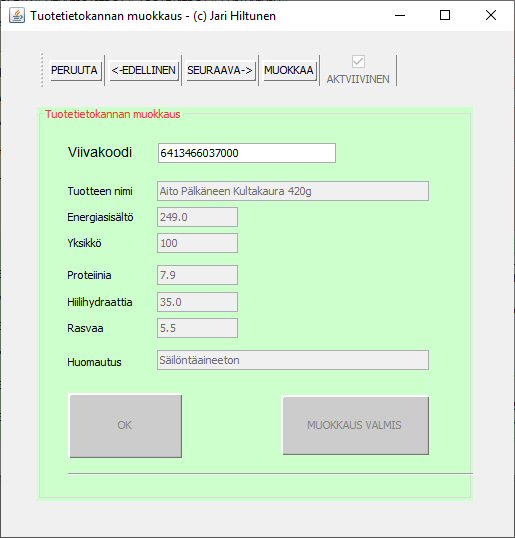 Tuotetietokannan muokkaus - (c) Jari Hiltunen
PERUUTA <-EDELLINEN SEURAAVA-> MUOKKAA AKTVIIVINEN
Tuotetietokannan muokkaus
Viivakoodi 6413466037000
Tuotteen nimi Aito Pälkäneen Kultakaura 420g
Energiasisältö 249.0
Yksikkö 100
Proteiinia 7.9
Hiilihydraattia 35.0
Rasvaa 5.5
Huomautus Säilöntäaineeton
OK MUOKKAUS VALMIS